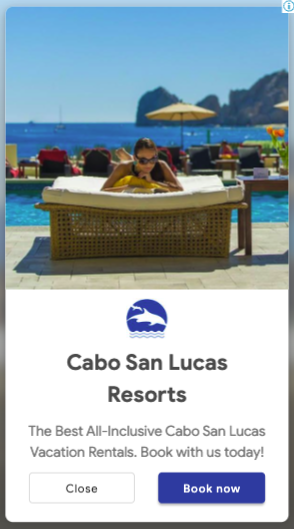 Cabo San Lucas
Resorts
The Best All-Inclusive Cabo San Lucas
Vacation Rentals. Book with us today!
Close
Book now